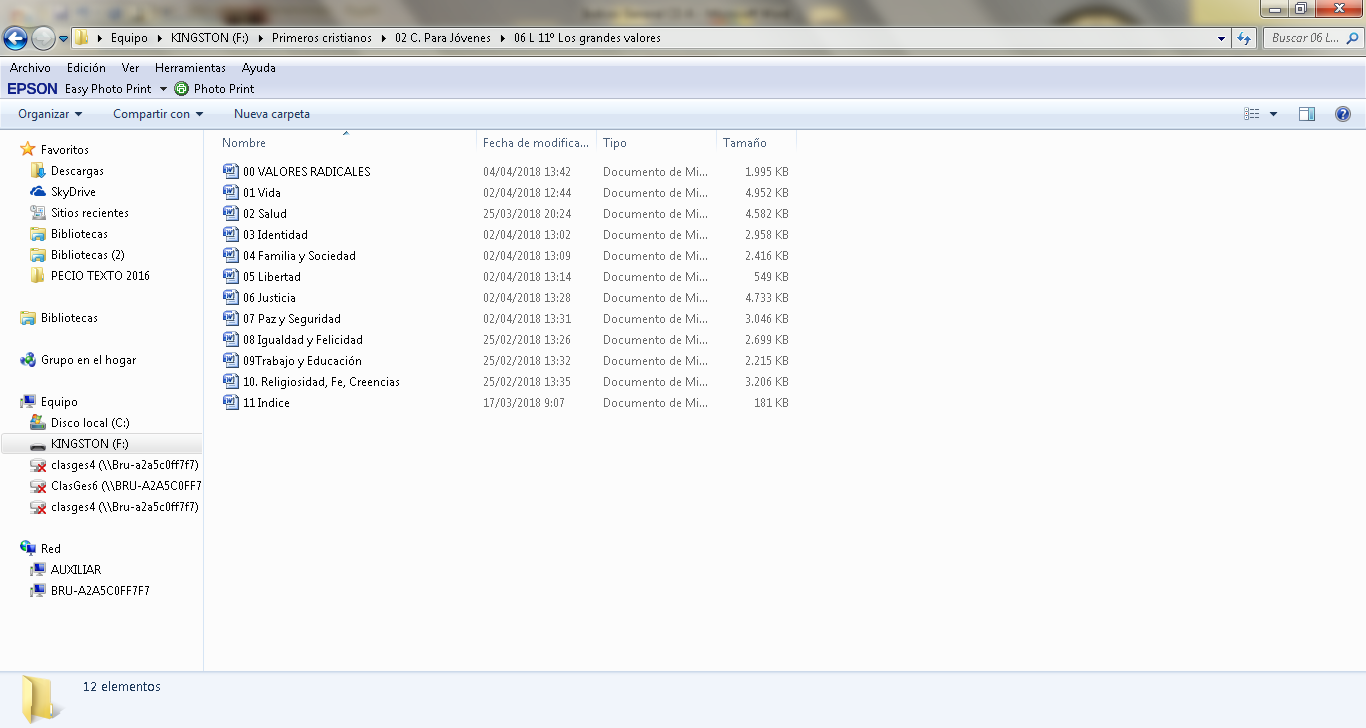 Equipo KINGSTON (F:) Primeros cristianos 02 C. Para Jóvenes 06 L 11º Los grandes valores
Buscar 06 L...
Archivo Edición Ver Herramientas Ayuda
EPSON Easy Photo Print Photo Print
Organizar Compartir con Nueva carpeta
Favoritos
Descargas
SkyDrive
Sitios recientes
Bibliotecas
Bibliotecas (2)
PECIO TEXTO 2016
Bibliotecas
Grupo en el hogar
Equipo
Disco local (C:)
KINGSTON (F:)
clasges4 (\\Bru-a2a5c0ff7f7)
ClasGes6 (\\BRU-A2A5C0FF7
clasges4 (\\Bru-a2a5c0ff7f7)
Red
AUXILIAR
BRU-A2A5C0FF7F7
Nombre Fecha de modifica... Tipo Tamaño
00 VALORES RADICALES 04/04/2018 13:42 Documento de Mi... 1.995 KB
01 Vida 02/04/2018 12:44 Documento de Mi... 4.952 KB
02 Salud 25/03/2018 20:24 Documento de Mi... 4.582 KB
03 Identidad 02/04/2018 13:02 Documento de Mi... 2.958 KB
04 Familia y Sociedad 02/04/2018 13:09 Documento de Mi... 2.416 KB
05 Libertad 02/04/2018 13:14 Documento de Mi... 549 KB
06 Justicia 02/04/2018 13:28 Documento de Mi... 4.733 KB
07 Paz y Seguridad 02/04/2018 13:31 Documento de Mi... 3.046 KB
08 Igualdad y Felicidad 25/02/2018 13:26 Documento de Mi... 2.699 KB
09Trabajo y Educación 25/02/2018 13:32 Documento de Mi... 2.215 KB
10. Religiosidad, Fe, Creencias 25/02/2018 13:35 Documento de Mi... 3.206 KB
11 Indice 17/03/2018 9:07 Documento de Mi... 181 KB
12 elementos